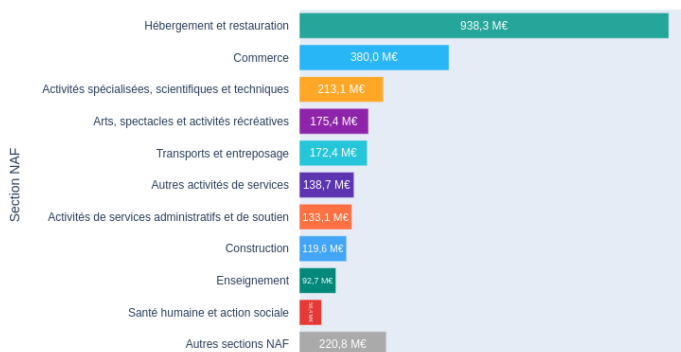 Section NAF
Hébergement et restauration 938,3 M€
Commerce 380,0 M€
Activités spécialisées, scientifiques et techniques 213,1 M€
Arts, spectacles et activités récréatives 175,4 M€
Transports et entreposage 172,4 M€
Autres activités de services 138,7 M€
Activités de services administratifs et de soutien 133,1 M€
Construction 119,6 M€
Enseignement 92,7 M€
Santé humaine et action sociale
Autres sections NAF 220,8 M€